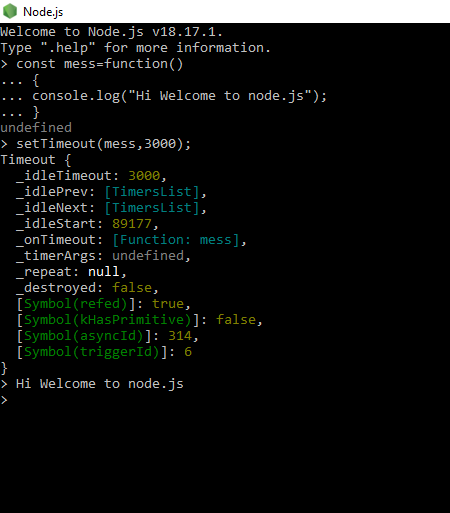 Node.js
Welcome to Node.js v18.17.1.
Type ".help" for more information.
> const mess=function()
... {
... console.log("Hi Welcome to node.js");
... }
undefined
> setTimeout(mess,3000);
Timeout {
  _idleTimeout: 3000,
  _idlePrev: [TimersList],
  _idleNext: [TimersList],
  _idleStart: 89177,
  _onTimeout: [Function: mess],
  _timerArgs: undefined,
  _repeat: null,
  _destroyed: false,
  [Symbol(refed)]: true,
  [Symbol(kHasPrimitive)]: false,
  [Symbol(asyncId)]: 314,
  [Symbol(triggerId)]: 6
}
> Hi Welcome to node.js
>